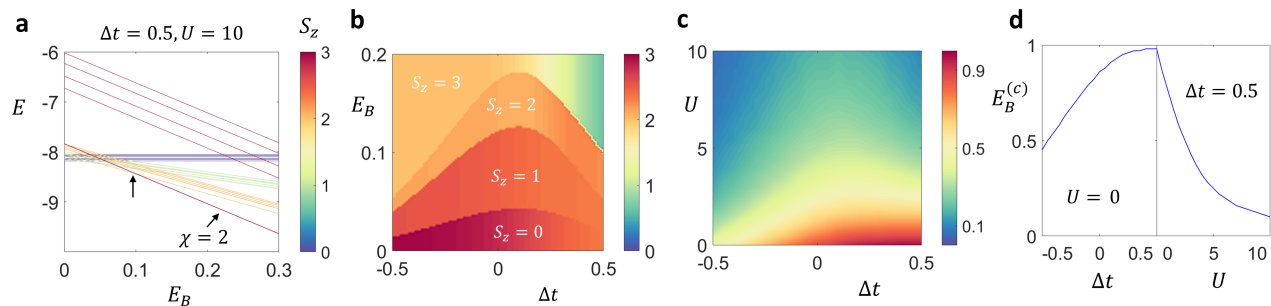 a
Δt = 0.5, U = 10
S_z
-6
-7
-8
-9
E
0
0.1
0.2
0.3
E_B
χ = 2
3
2
1
0
b
0.2
0.1
0
E_B
S_z = 3
S_z = 2
S_z = 1
S_z = 0
-0.5
0
0.5
Δt
3
2
1
0
c
10
5
0
U
-0.5
0
0.5
Δt
0.9
0.7
0.5
0.3
0.1
d
1
0.5
0
E_B^(c)
Δt = 0.5
U = 0
-0.5
0
0.5
0
5
10
Δt
U